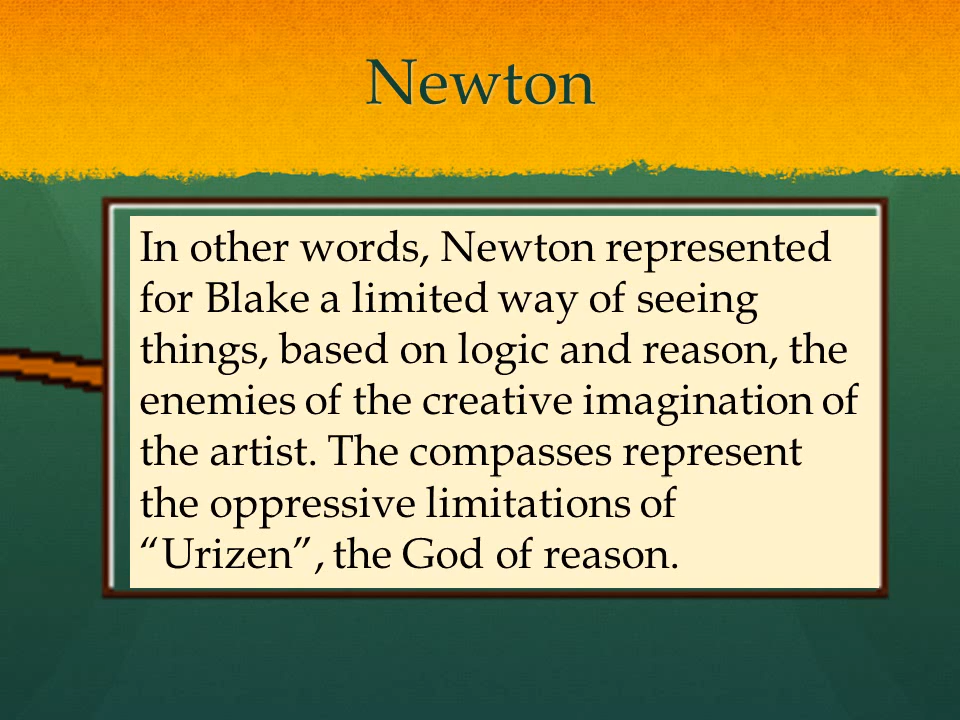 Newton
In other words, Newton represented
for Blake a limited way of seeing
things, based on logic and reason, the
enemies of the creative imagination of
the artist. The compasses represent
the oppressive limitations of
“Urizen”, the God of reason.